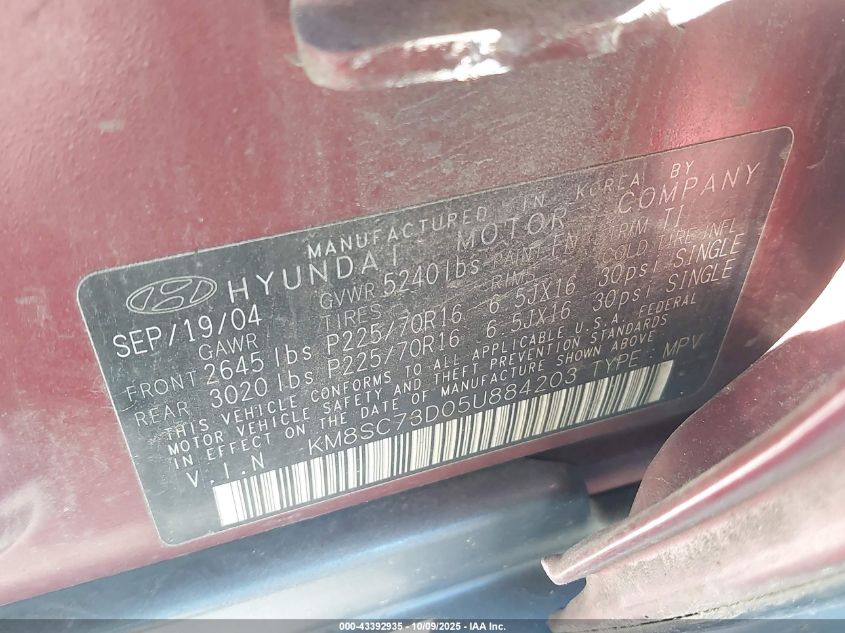 MANUFACTURED IN KOREA BY
HYUNDAI MOTOR COMPANY
SEP/19/04 GVWR 5240lbs PAINT EN TRIM TI
GAWR TIRES RIMS COLD TIRE INFL
FRONT 2645lbs P225/70R16 6.5JX16 30psi SINGLE
REAR 3020lbs P225/70R16 6.5JX16 30psi SINGLE
THIS VEHICLE CONFORMS TO ALL APPLICABLE U.S.A. FEDERAL
MOTOR VEHICLE SAFETY AND THEFT PREVENTION STANDARDS
IN EFFECT ON THE DATE OF MANUFACTURE SHOWN ABOVE
V.I.N KM8SC73D05U884203 TYPE : MPV
000-43392935 - 10/09/2025 - IAA Inc.